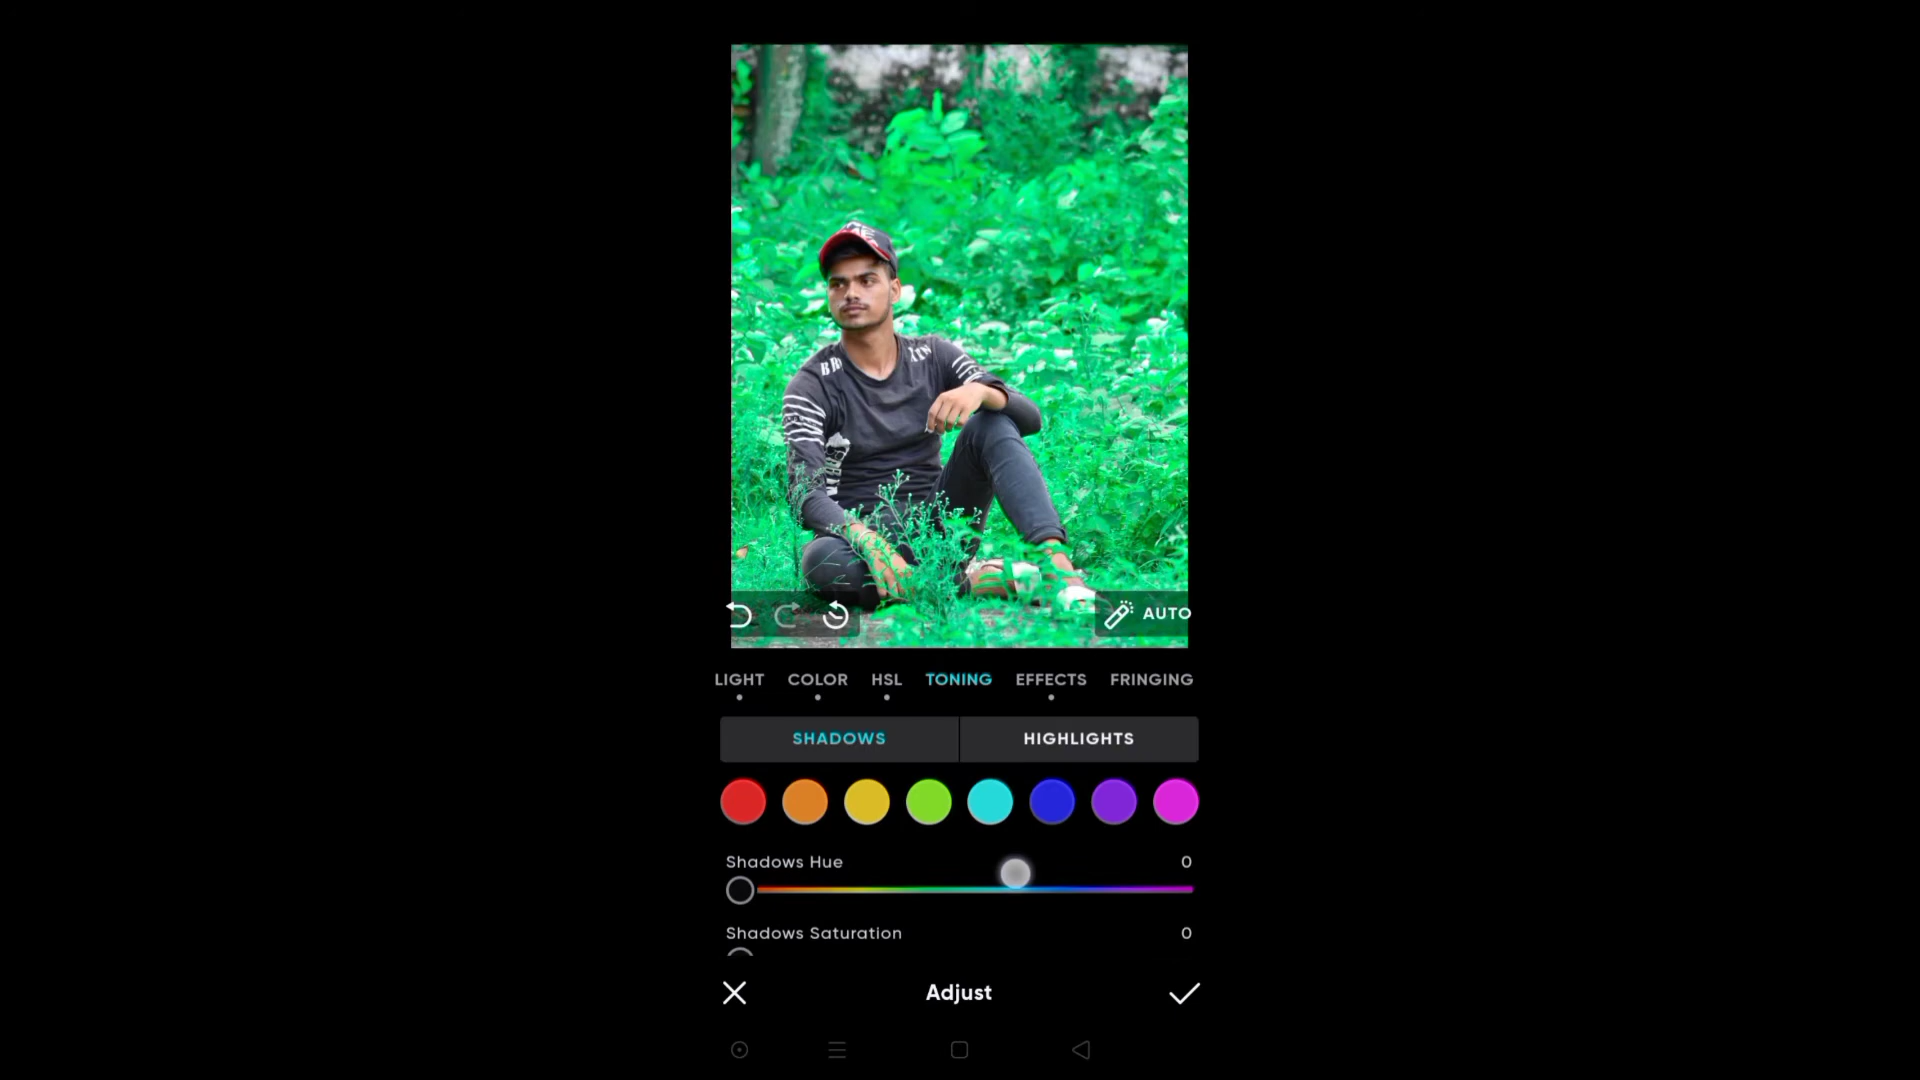 AUTO
LIGHT COLOR HSL TONING EFFECTS FRINGING
SHADOWS HIGHLIGHTS
Shadows Hue 0
Shadows Saturation 0
Adjust